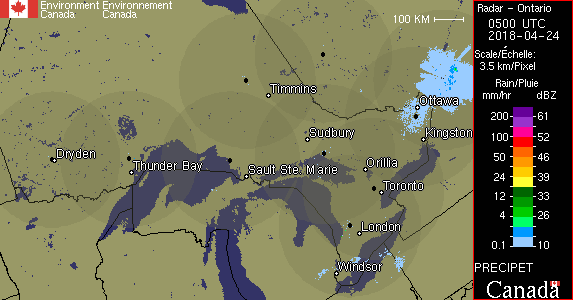 Environment Environnement
Canada Canada
100 KM
Timmins
Ottawa
Sudbury
Kingston
Dryden
Thunder Bay
Sault Ste. Marie
Orillia
Toronto
London
Windsor
Radar - Ontario
0500 UTC
2018-04-24
Scale/Échelle:
3.5 km/Pixel
Rain/Pluie
mm/hr dBZ
200 61
100 52
50 46
24 39
12 33
4 26
0.1 10
PRECIPET
Canada